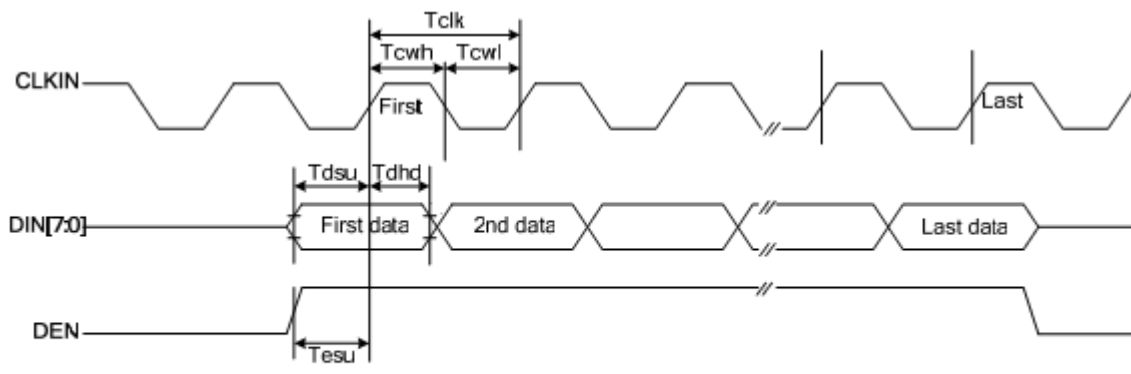 Tclk
Tcwh Tcwl
CLKIN First Last
Tdsu Tdhd
DIN[7:0] First data 2nd data Last data
DEN
Tesu